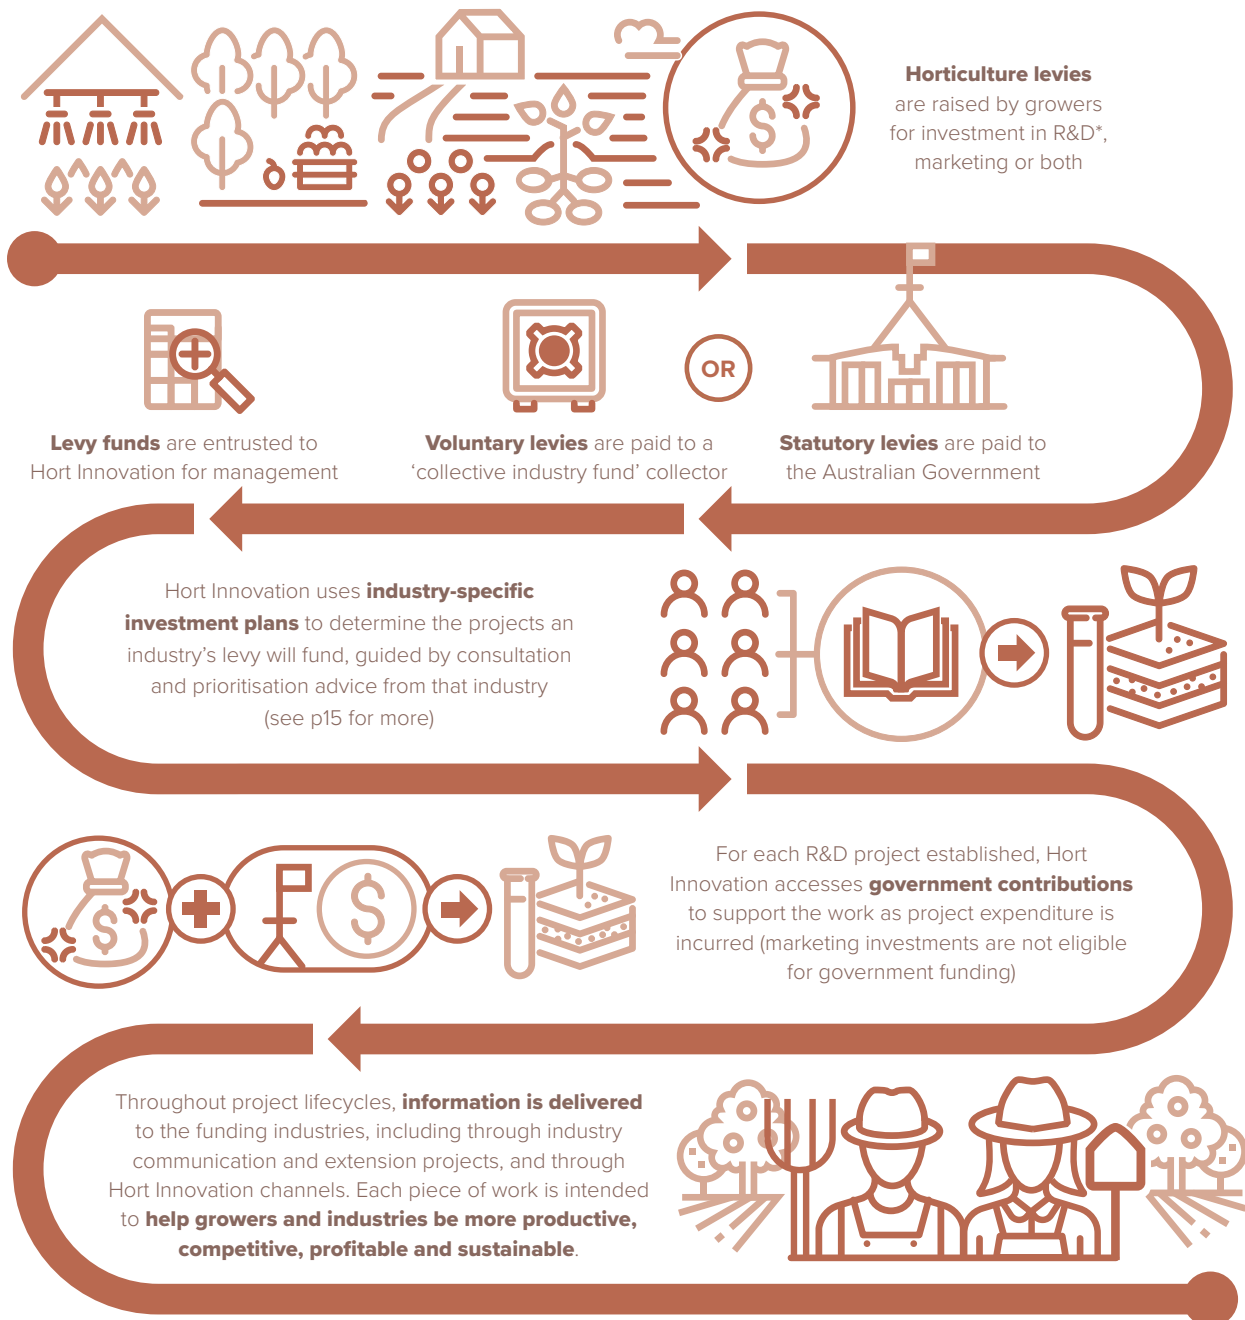 Horticulture levies
are raised by growers
for investment in R&D*,
marketing or both
OR
Levy funds are entrusted to
Hort Innovation for management
Voluntary levies are paid to a
‘collective industry fund’ collector
Statutory levies are paid to
the Australian Government
Hort Innovation uses industry-specific
investment plans to determine the projects an
industry’s levy will fund, guided by consultation
and prioritisation advice from that industry
(see p15 for more)
For each R&D project established, Hort
Innovation accesses government contributions
to support the work as project expenditure is
incurred (marketing investments are not eligible
for government funding)
Throughout project lifecycles, information is delivered
to the funding industries, including through industry
communication and extension projects, and through
Hort Innovation channels. Each piece of work is intended
to help growers and industries be more productive,
competitive, profitable and sustainable.